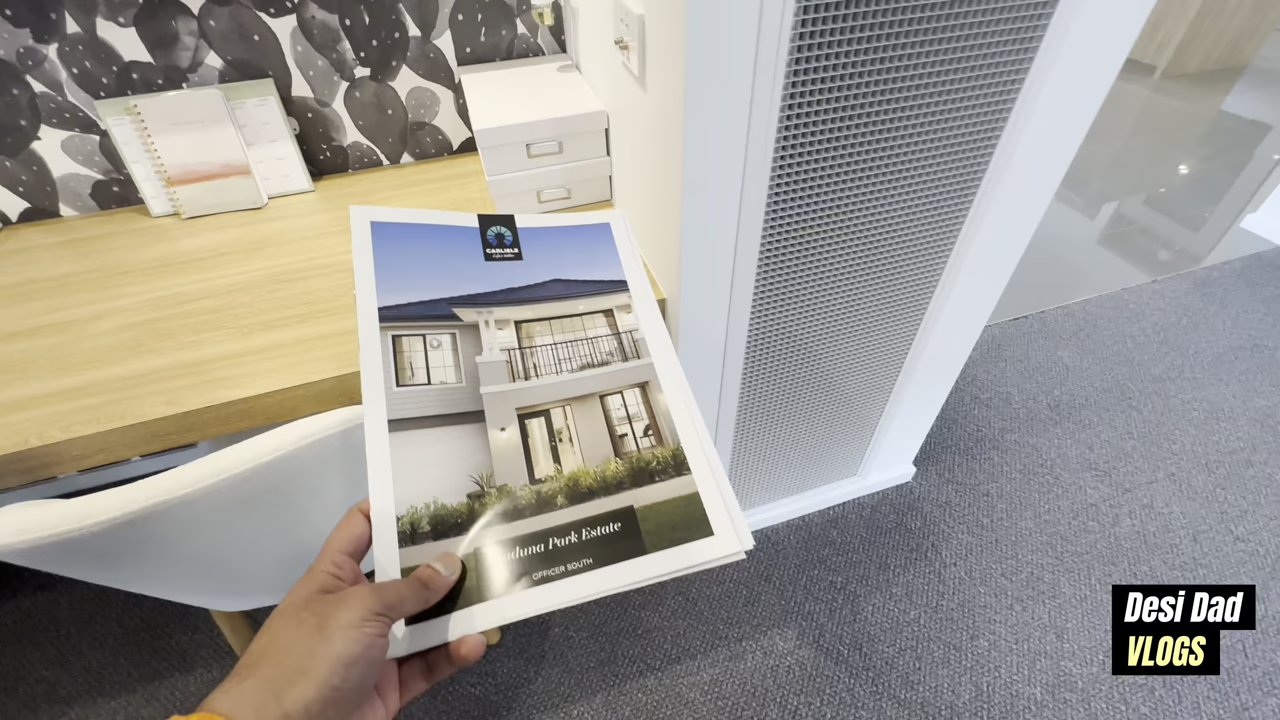 CARLISLE
Park Estate
OFFICER SOUTH
Desi Dad
VLOGS